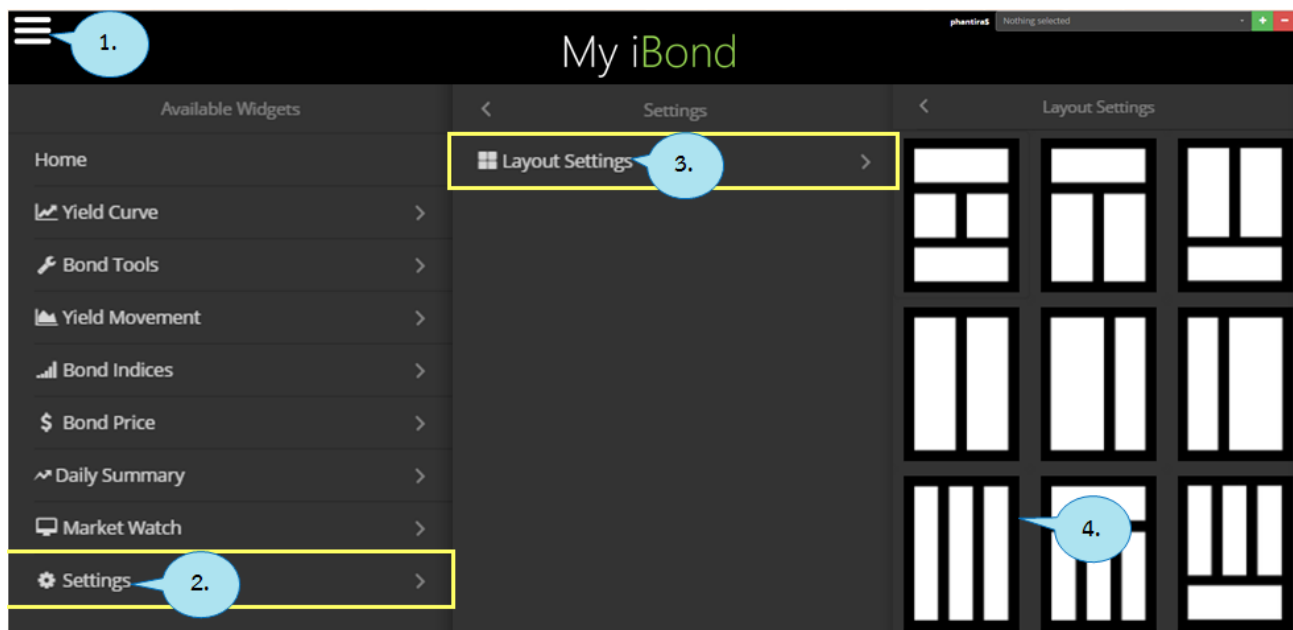 1.
phantiraS Nothing selected
My iBond
Available Widgets
Settings
Layout Settings
Home
Yield Curve
Bond Tools
Yield Movement
Bond Indices
$ Bond Price
Daily Summary
Market Watch
Settings 2.
Layout Settings 3.
4.